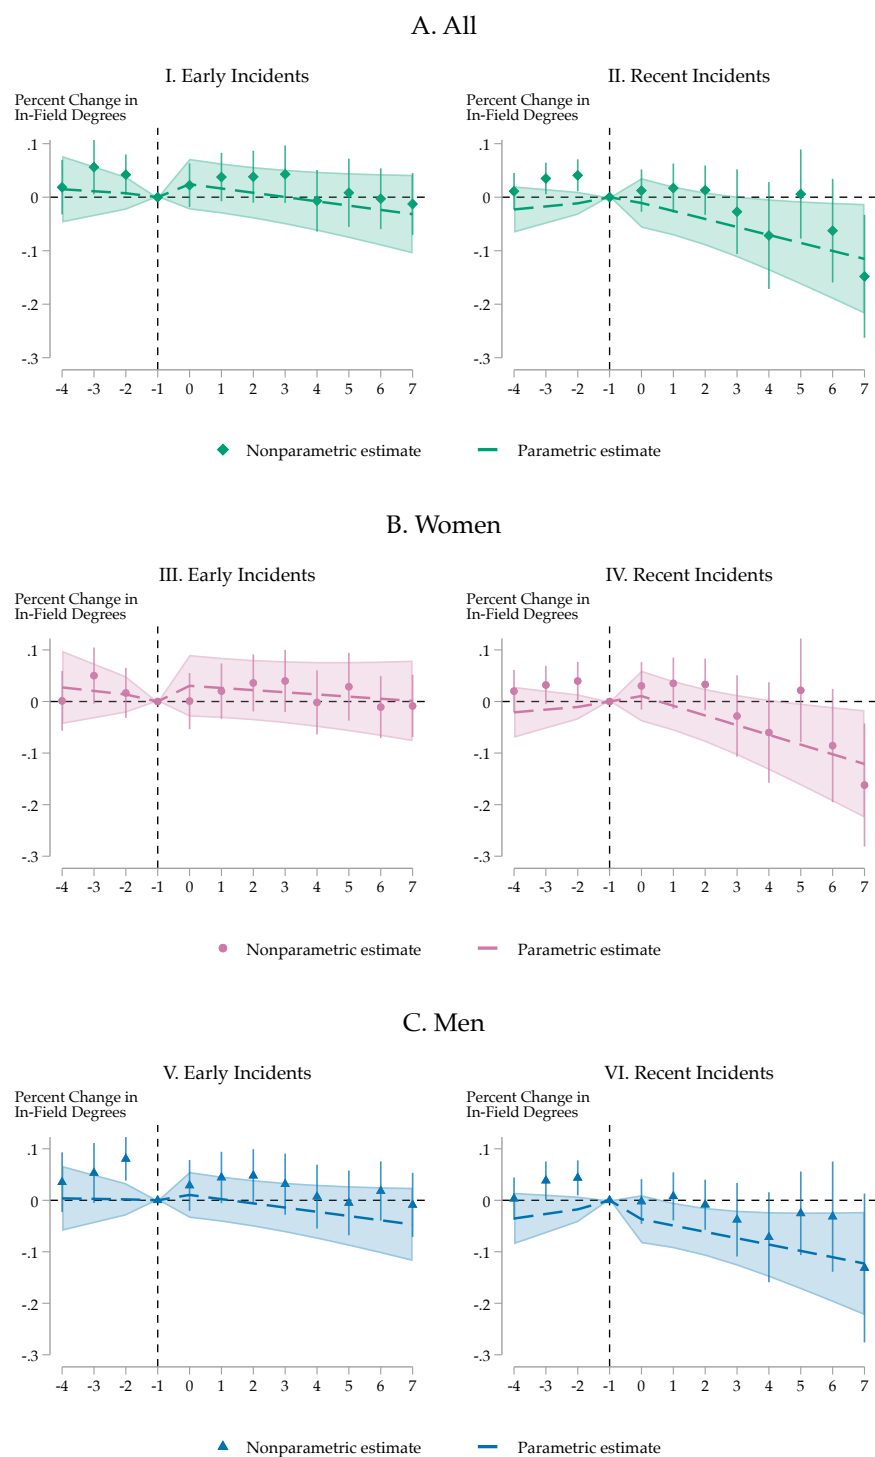 A. All
I. Early Incidents
Percent Change in
In-Field Degrees
.1
0
-.1
-.2
-.3
-4 -3 -2 -1 0 1 2 3 4 5 6 7
II. Recent Incidents
Percent Change in
In-Field Degrees
.1
0
-.1
-.2
-.3
-4 -3 -2 -1 0 1 2 3 4 5 6 7
Nonparametric estimate Parametric estimate
B. Women
III. Early Incidents
Percent Change in
In-Field Degrees
.1
0
-.1
-.2
-.3
-4 -3 -2 -1 0 1 2 3 4 5 6 7
IV. Recent Incidents
Percent Change in
In-Field Degrees
.1
0
-.1
-.2
-.3
-4 -3 -2 -1 0 1 2 3 4 5 6 7
Nonparametric estimate Parametric estimate
C. Men
V. Early Incidents
Percent Change in
In-Field Degrees
.1
0
-.1
-.2
-.3
-4 -3 -2 -1 0 1 2 3 4 5 6 7
VI. Recent Incidents
Percent Change in
In-Field Degrees
.1
0
-.1
-.2
-.3
-4 -3 -2 -1 0 1 2 3 4 5 6 7
Nonparametric estimate Parametric estimate